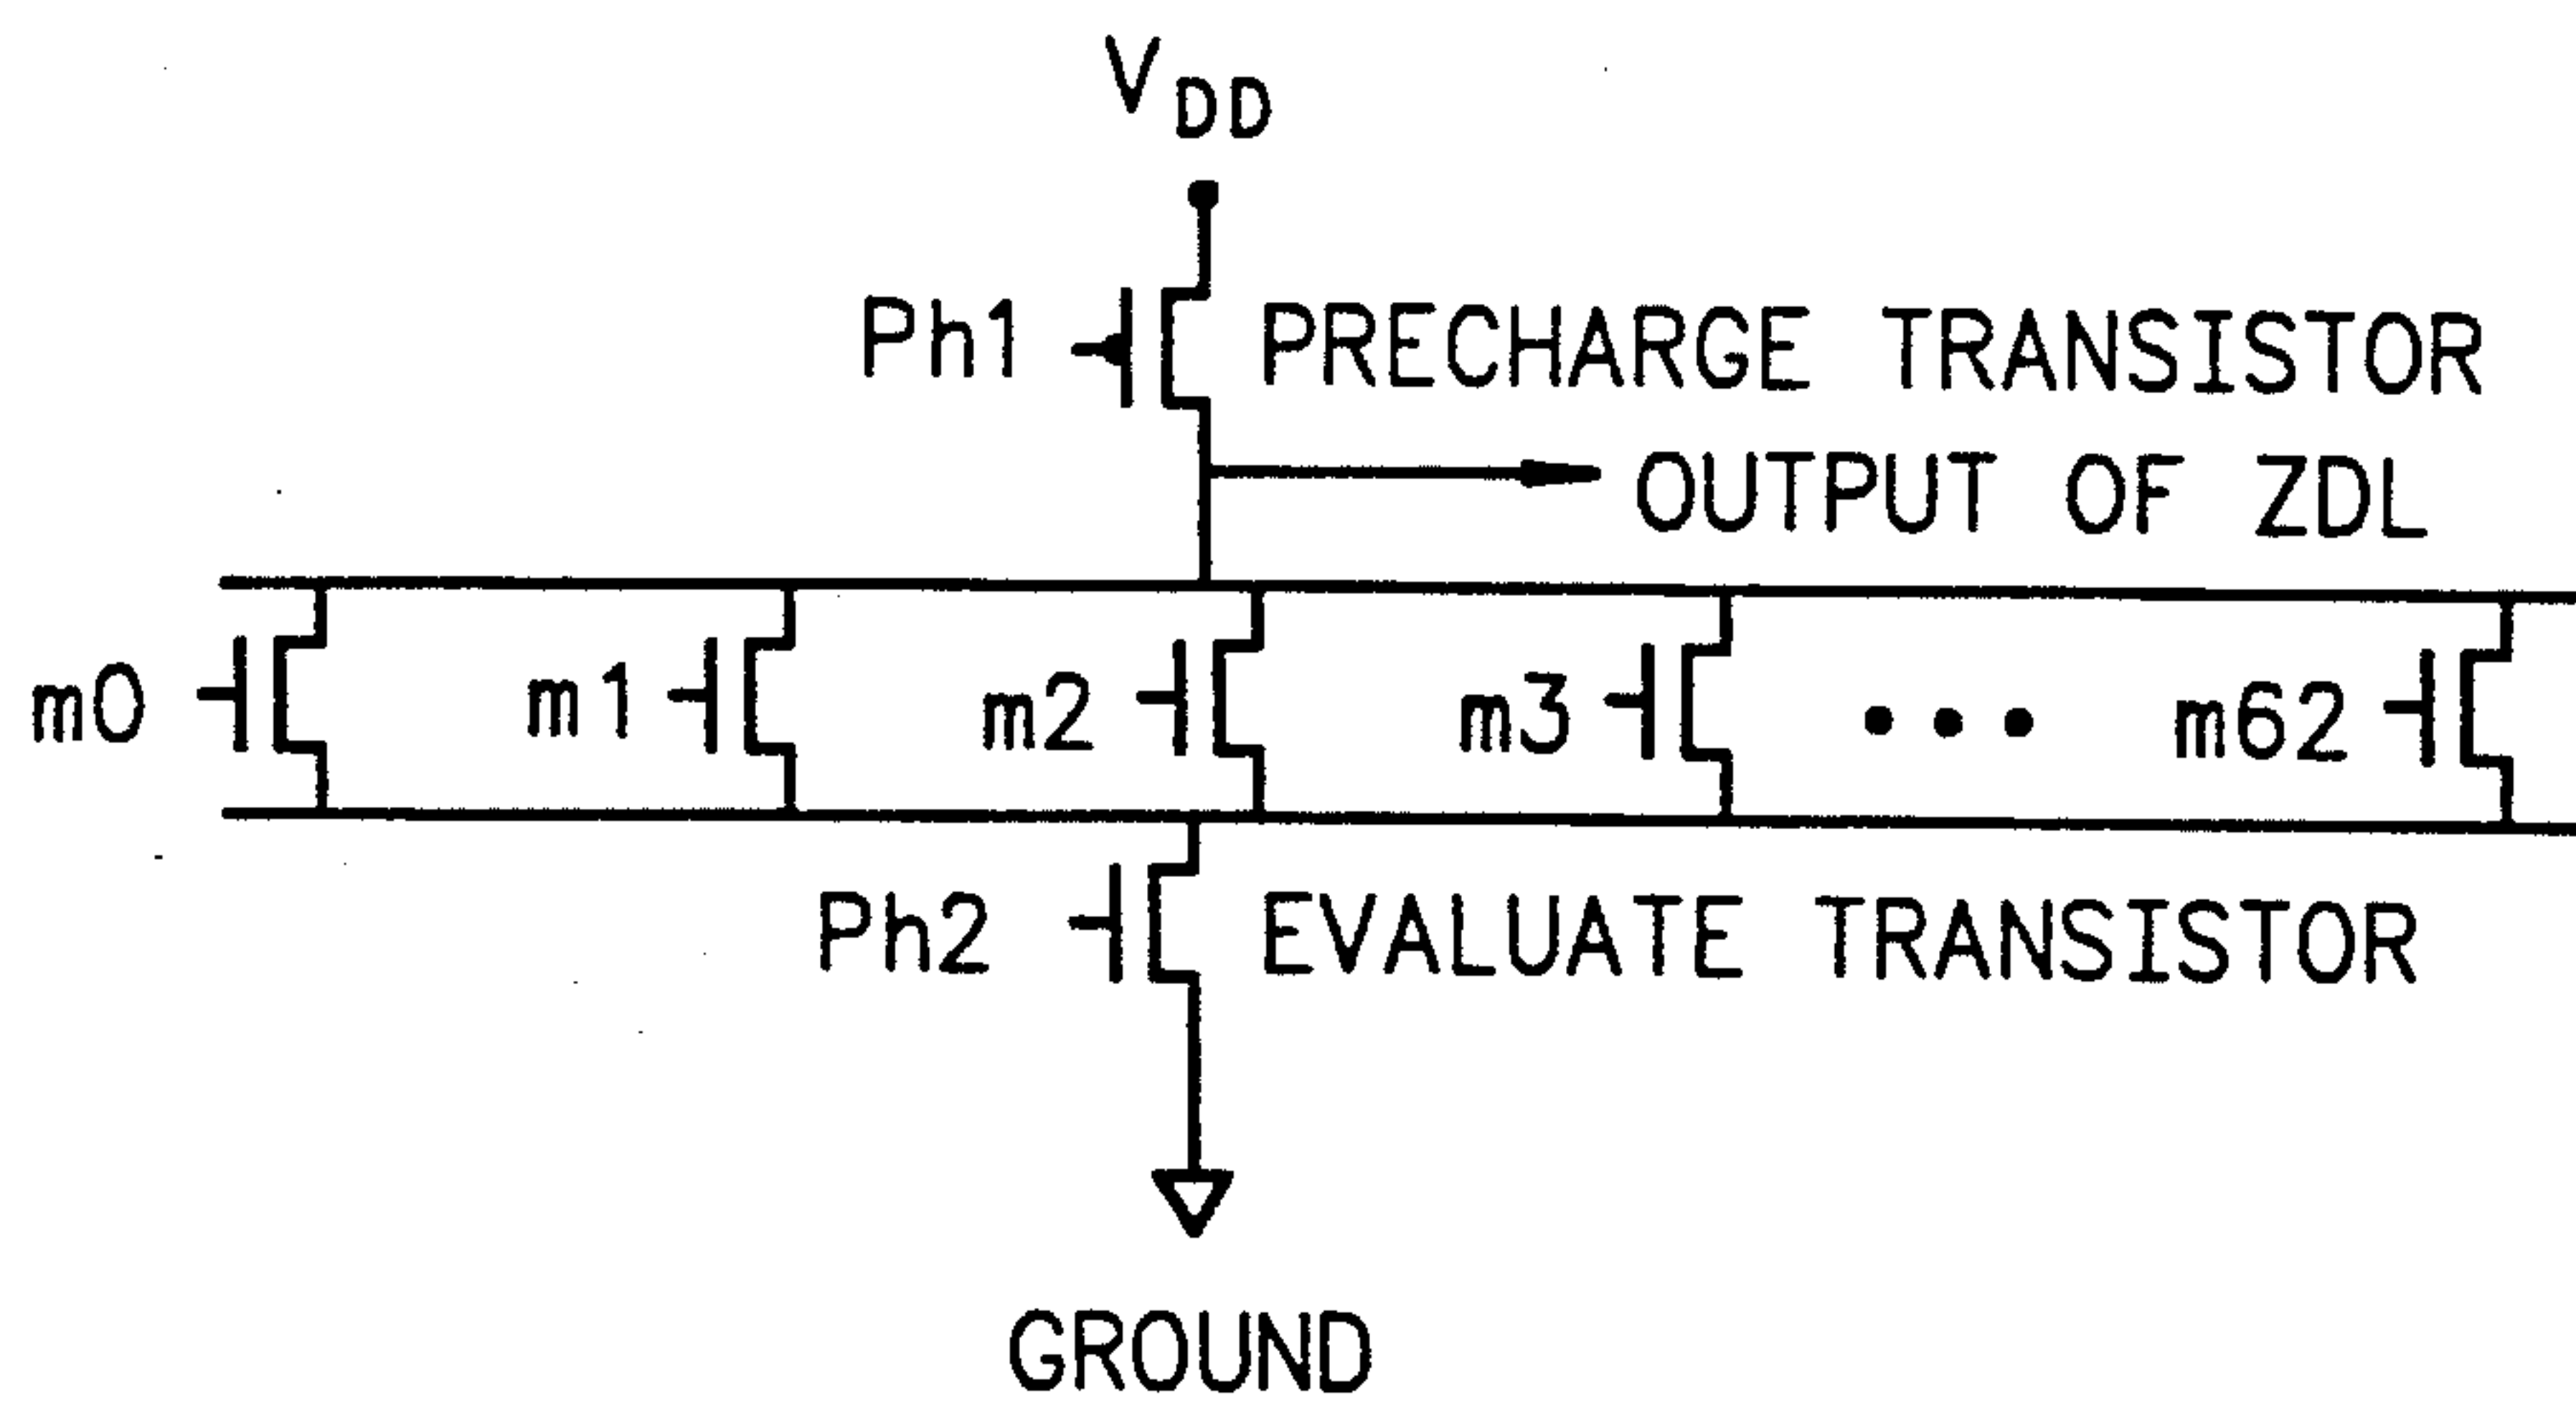 VDD
Ph1 PRECHARGE TRANSISTOR
OUTPUT OF ZDL
m0 m1 m2 m3 ••• m62
Ph2 EVALUATE TRANSISTOR
GROUND